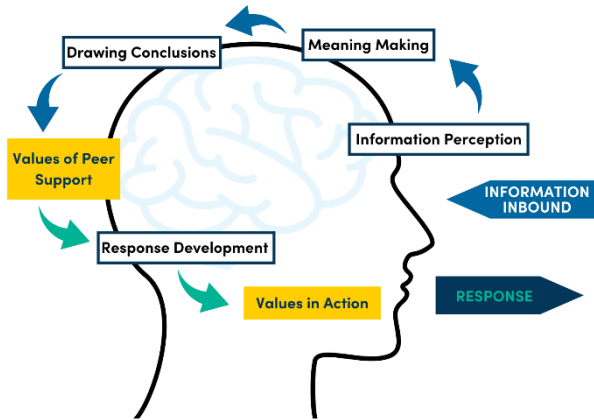 Drawing Conclusions
Meaning Making
Information Perception
Values of Peer
Support
INFORMATION
INBOUND
Response Development
Values in Action
RESPONSE